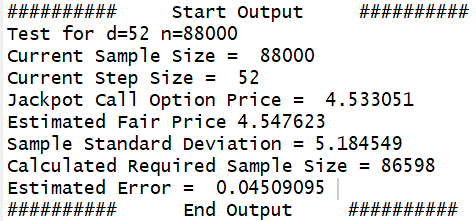 ##########     Start Output     ##########
Test for d=52 n=88000
Current Sample Size =  88000
Current Step Size =  52
Jackpot Call Option Price =  4.533051
Estimated Fair Price 4.547623
Sample Standard Deviation = 5.184549
Calculated Required Sample Size = 86598
Estimated Error =  0.04509095
##########      End Output     ##########